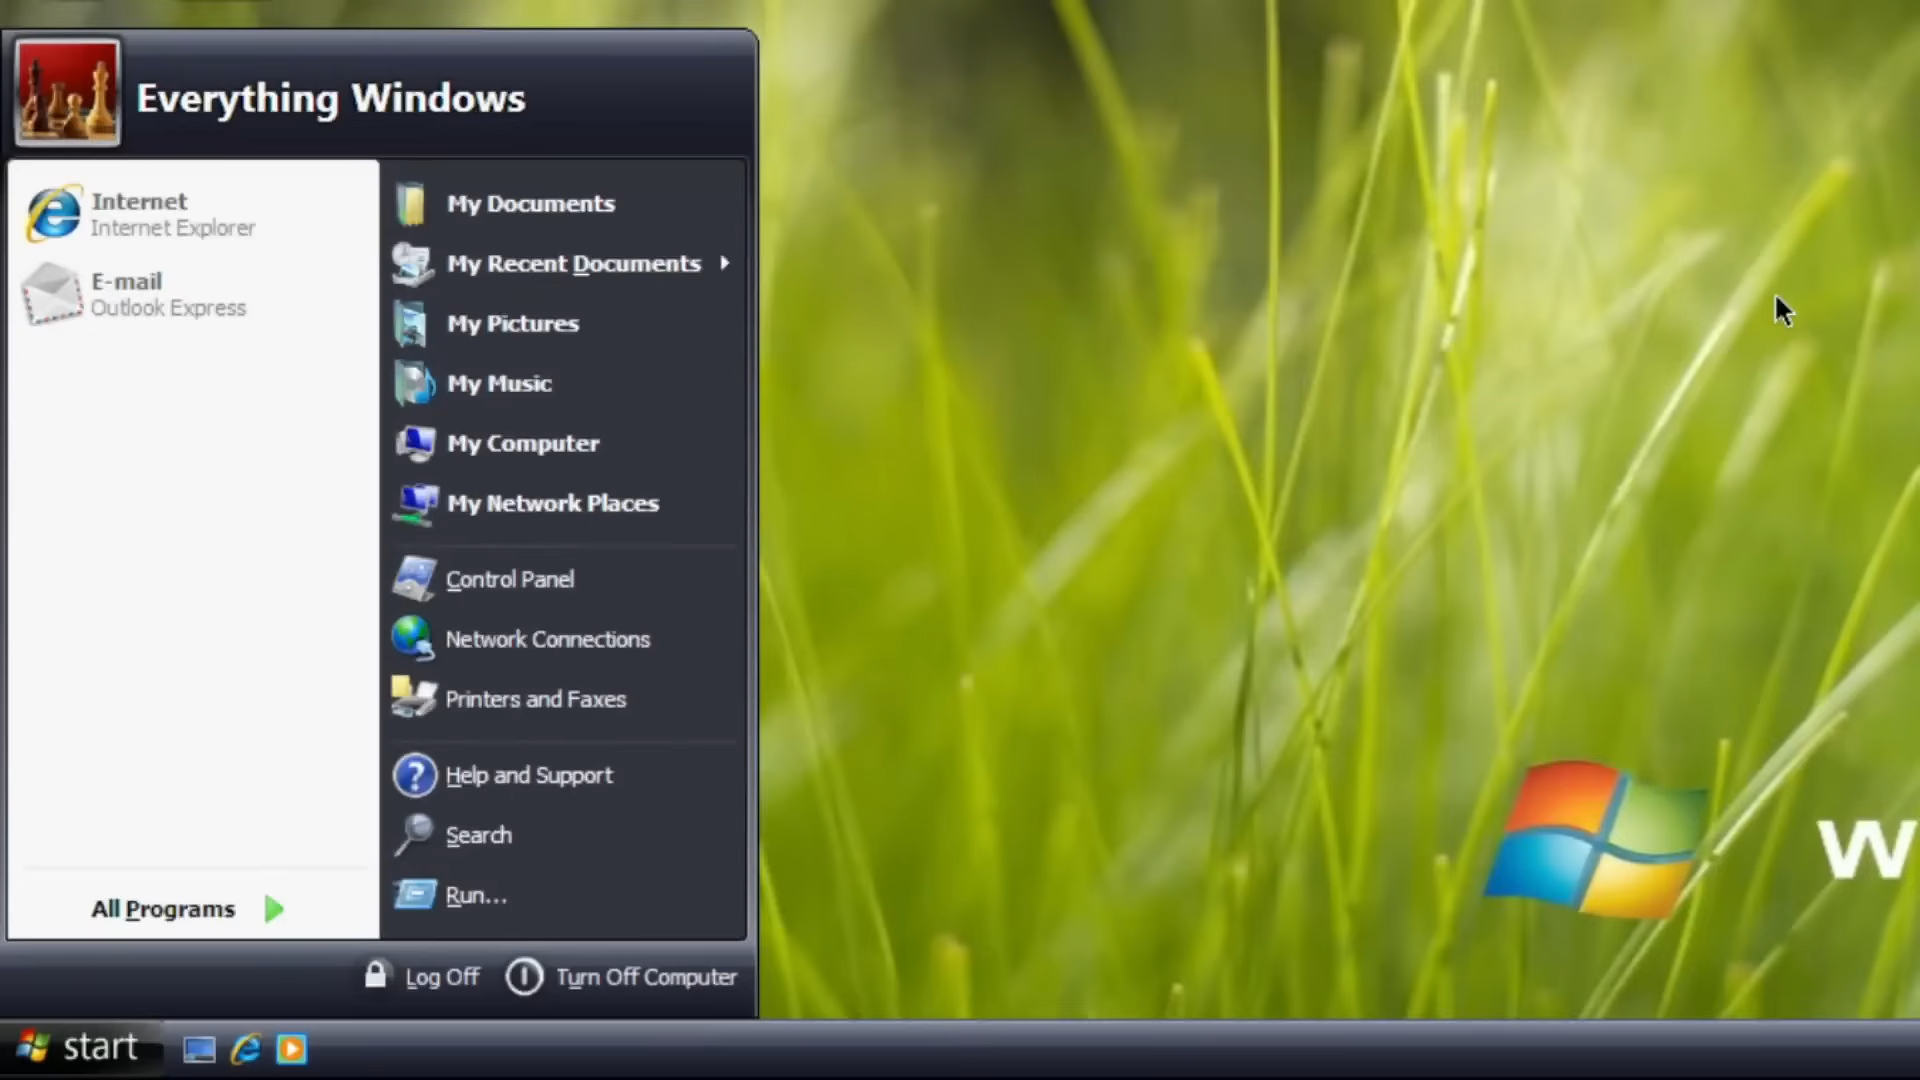 Everything Windows
Internet
Internet Explorer
E-mail
Outlook Express
All Programs
My Documents
My Recent Documents
My Pictures
My Music
My Computer
My Network Places
Control Panel
Network Connections
Printers and Faxes
Help and Support
Search
Run...
Log Off
Turn Off Computer
start